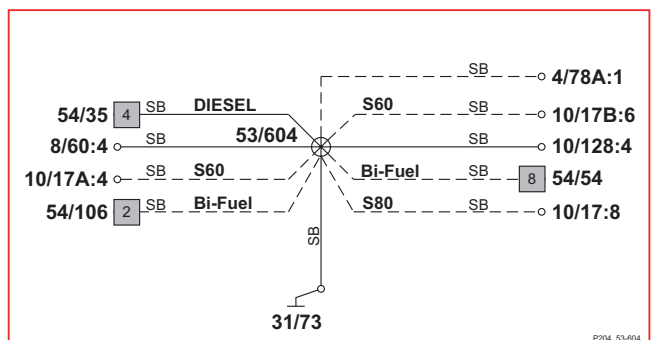 SB 4/78A:1
54/35 4 SB DIESEL S60 SB 10/17B:6
8/60:4 SB 53/604 SB 10/128:4
10/17A:4 SB S60 Bi-Fuel SB 8 54/54
54/106 2 SB Bi-Fuel S80 SB 10/17:8
SB
31/73
P204_53-604